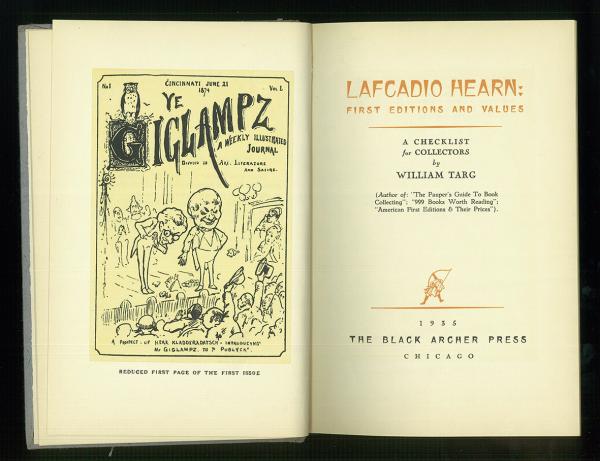 No 1
CINCINNATI JUNE 21
1874
VOL 1.
YE
GIGLAMPZ
A WEEKLY ILLUSTRATED
JOURNAL
DEVOTED TO ART, LITERATURE
AND SATIRE.
A PROSPECT - OF HERR KLADDERADATSCH - INTRODUCING
MR GIGLAMPZ. TO Y PUBLICK.
REDUCED FIRST PAGE OF THE FIRST ISSUE
LAFCADIO HEARN:
FIRST EDITIONS AND VALUES
A CHECKLIST
for COLLECTORS
by
WILLIAM TARG
(Author of: "The Pauper's Guide To Book
Collecting"; "999 Books Worth Reading";
"American First Editions & Their Prices").
1935
THE BLACK ARCHER PRESS
CHICAGO